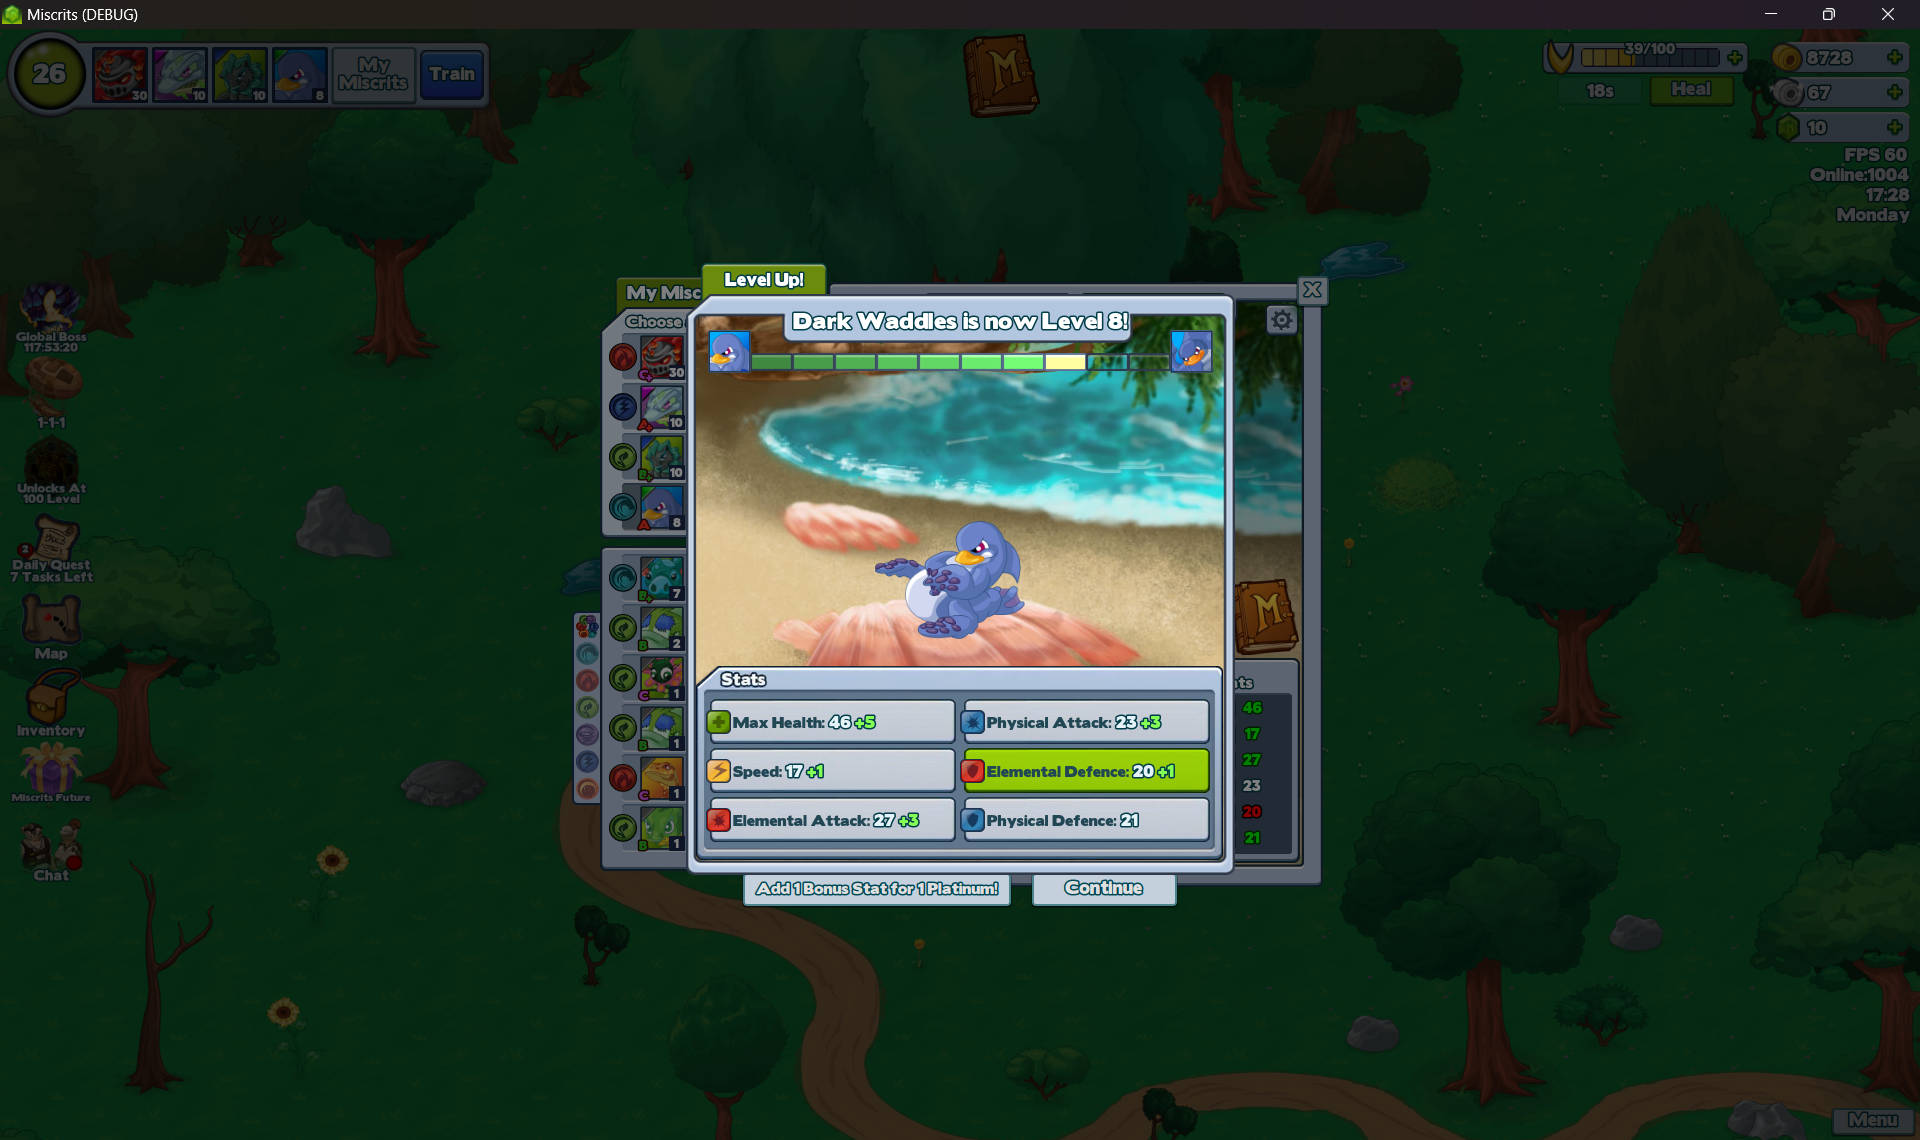 Miscrits (DEBUG)
26
30
10
10
8
My Miscrits
Train
39/100
18s
Heal
8728
67
10
FPS 60
Online:1004
17:28
Monday
Global Boss
117:53:20
1-1-1
Unlocks At
100 Level
2
Daily Quest
7 Tasks Left
Map
Inventory
Miscrits Future
Chat
My Misc
Choose
C+ 30
A+ 10
B+ 10
A 8
B+ 7
B 2
C 1
B 1
C 1
B 1
Level Up!
Dark Waddles is now Level 8!
Stats
Max Health: 46 +5
Physical Attack: 23 +3
Speed: 17 +1
Elemental Defence: 20 +1
Elemental Attack: 27 +3
Physical Defence: 21
Add 1 Bonus Stat for 1 Platinum!
Continue
X
M
M
ts
46
17
27
23
20
21
Menu